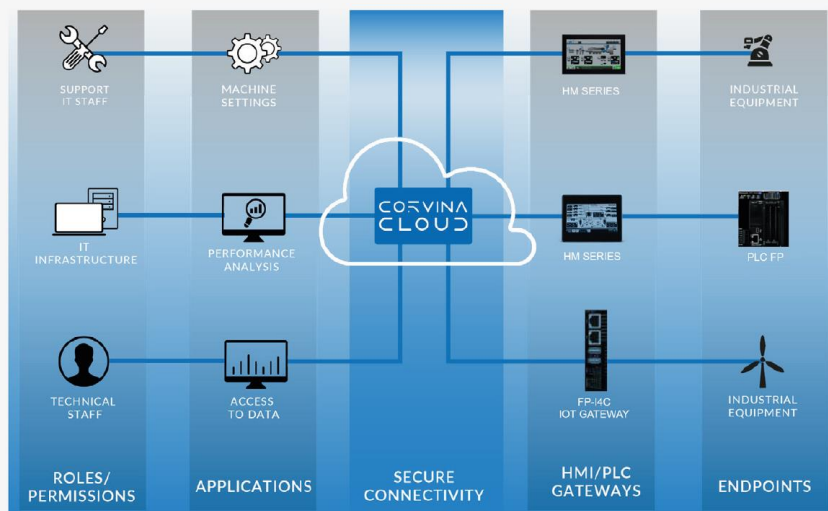 SUPPORT
IT STAFF
MACHINE
SETTINGS
HM SERIES
INDUSTRIAL
EQUIPMENT
IT
INFRASTRUCTURE
PERFORMANCE
ANALYSIS
CORVINA
CLOUD
HM SERIES
PLC FP
TECHNICAL
STAFF
ACCESS
TO DATA
FP-I4C
IOT GATEWAY
INDUSTRIAL
EQUIPMENT
ROLES/
PERMISSIONS
APPLICATIONS
SECURE
CONNECTIVITY
HMI/PLC
GATEWAYS
ENDPOINTS